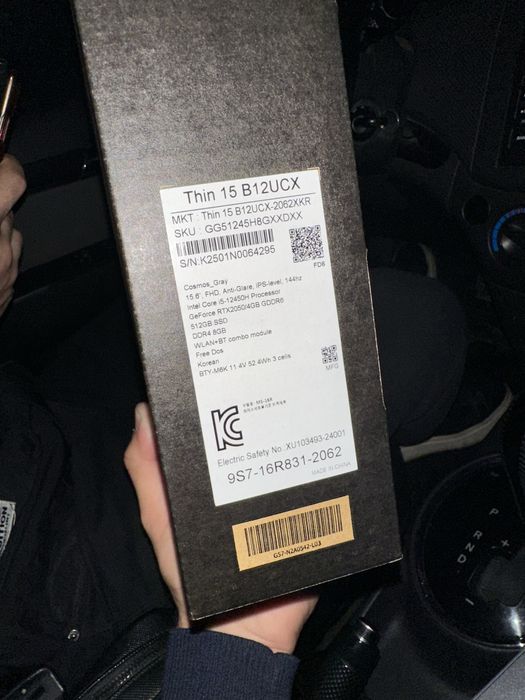 Thin 15 B12UCX
MKT : Thin 15 B12UCX-2062XKR
SKU : GG51245H8GXXDXX
S/N:K2501N0064295
FD6
Cosmos_Gray
15.6', FHD, Anti-Glare, IPS-level, 144hz
Intel Core i5-12450H Processor
GeForce RTX2050/4GB GDDR6
512GB SSD
DDR4 8GB
WLAN+BT combo module
Free Dos
Korean
BTY-M6K 11.4V 52.4Wh 3 cells
MFG
Electric Safety No.:XU103493-24001
9S7-16R831-2062
MADE IN CHINA
GS7-N2A0542-L03
P
R
N
D
+